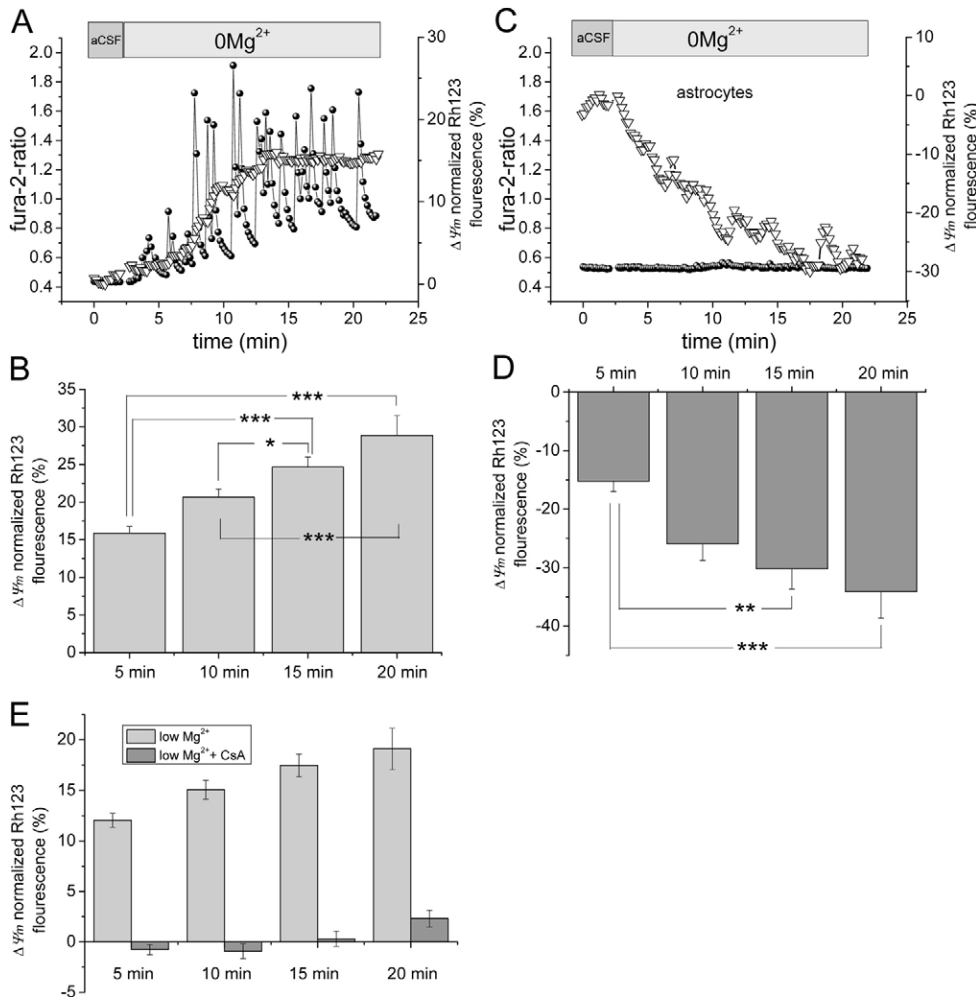 A
aCSF
0Mg²⁺
2.0
1.8
1.6
1.4
1.2
1.0
0.8
0.6
0.4
fura-2-ratio
30
20
10
0
Δ Ψm normalized Rh123
flourescence (%)
0
5
10
15
20
25
time (min)
C
aCSF
0Mg²⁺
astrocytes
2.0
1.8
1.6
1.4
1.2
1.0
0.8
0.6
0.4
fura-2-ratio
10
0
-10
-20
-30
Δ Ψm normalized Rh123
flourescence (%)
0
5
10
15
20
25
time (min)
B
35
30
25
20
15
10
5
0
Δ Ψm normalized Rh123
flourescence (%)
***
***
*
***
5 min
10 min
15 min
20 min
D
5 min
10 min
15 min
20 min
0
-10
-20
-30
-40
Δ Ψm normalized Rh123
flourescence (%)
**
***
E
low Mg²⁺
low Mg²⁺+ CsA
20
15
10
5
0
-5
Δ Ψm normalized Rh123
flourescence (%)
5 min
10 min
15 min
20 min